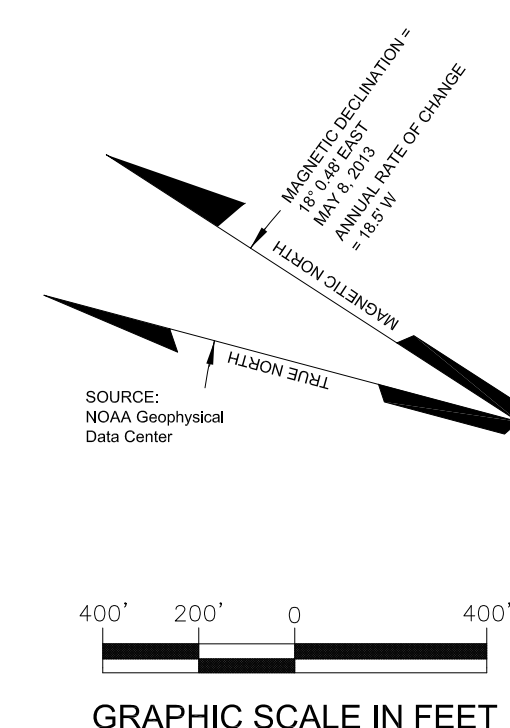 MAGNETIC DECLINATION =
18° 0.48' EAST
MAY 8, 2013
ANNUAL RATE OF CHANGE
= 18.5' W
MAGNETIC NORTH
TRUE NORTH
SOURCE:
NOAA Geophysical
Data Center
400' 200' 0 400'
GRAPHIC SCALE IN FEET